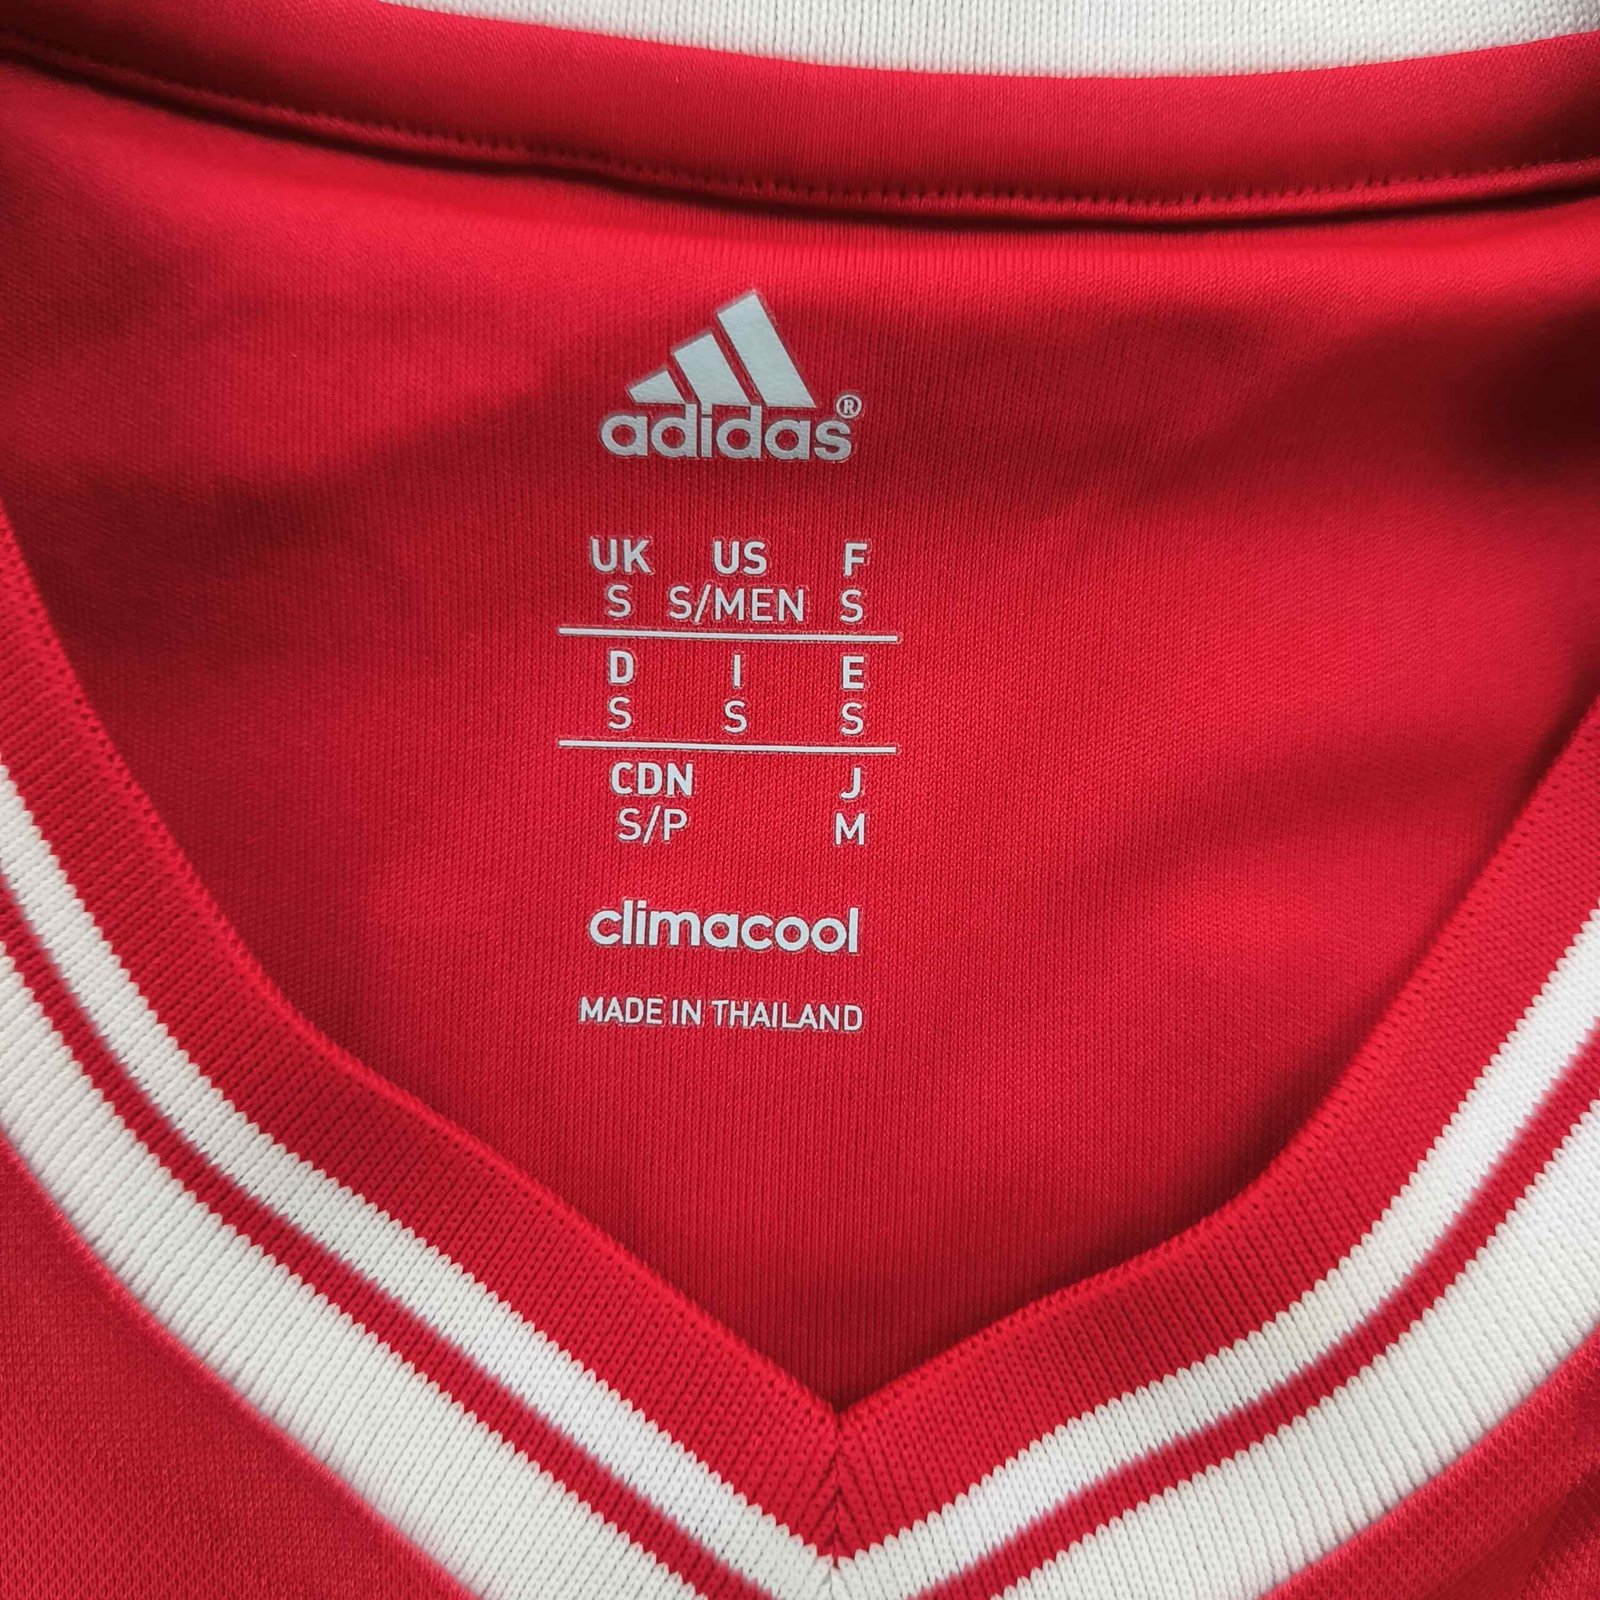 adidas®
UK US F
S S/MEN S
D I E
S S S
CDN J
S/P M
climacool
MADE IN THAILAND